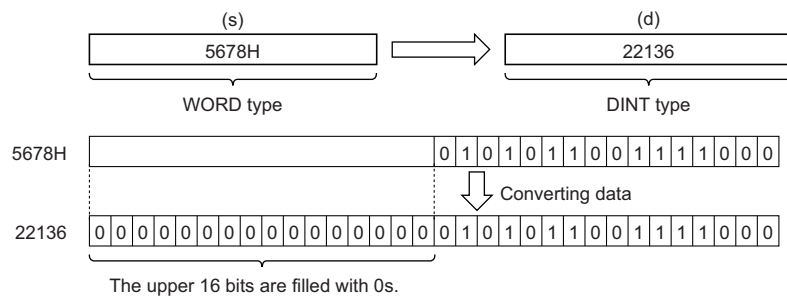 (s) (d)
5678H 22136
WORD type DINT type
5678H 0 1 0 1 0 1 1 0 0 1 1 1 1 0 0 0
Converting data
22136 0 0 0 0 0 0 0 0 0 0 0 0 0 0 0 0 0 1 0 1 0 1 1 0 0 1 1 1 1 0 0 0
The upper 16 bits are filled with 0s.